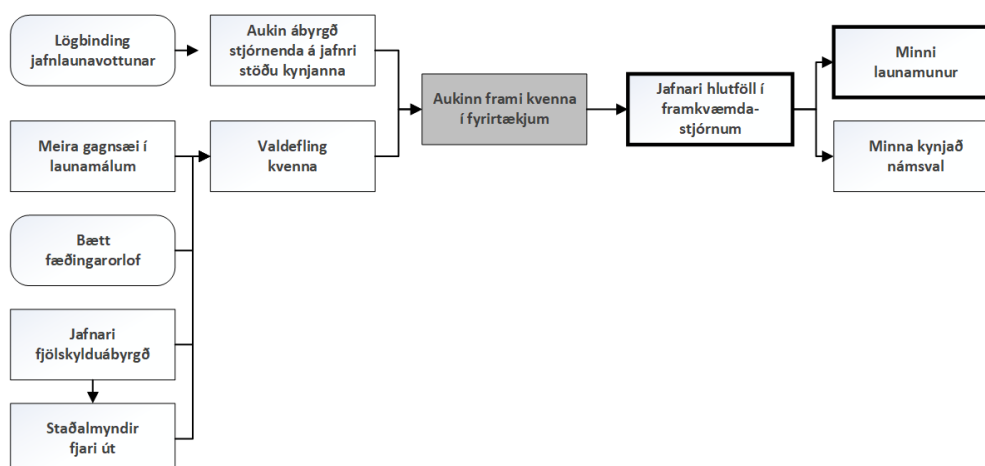 Lögbinding
jafnlaunavottunar
Aukin ábyrgð
stjórnenda á jafnri
stöðu kynjanna
Meira gagnsæi í
launamálum
Valdefling
kvenna
Bætt
fæðingarorlof
Jafnari
fjölskylduábyrgð
Staðalmyndir
fjari út
Aukinn frami kvenna
í fyrirtækjum
Jafnari hlutföll í
framkvæmda-
stjórnum
Minni
launamunur
Minna kynjað
námsval